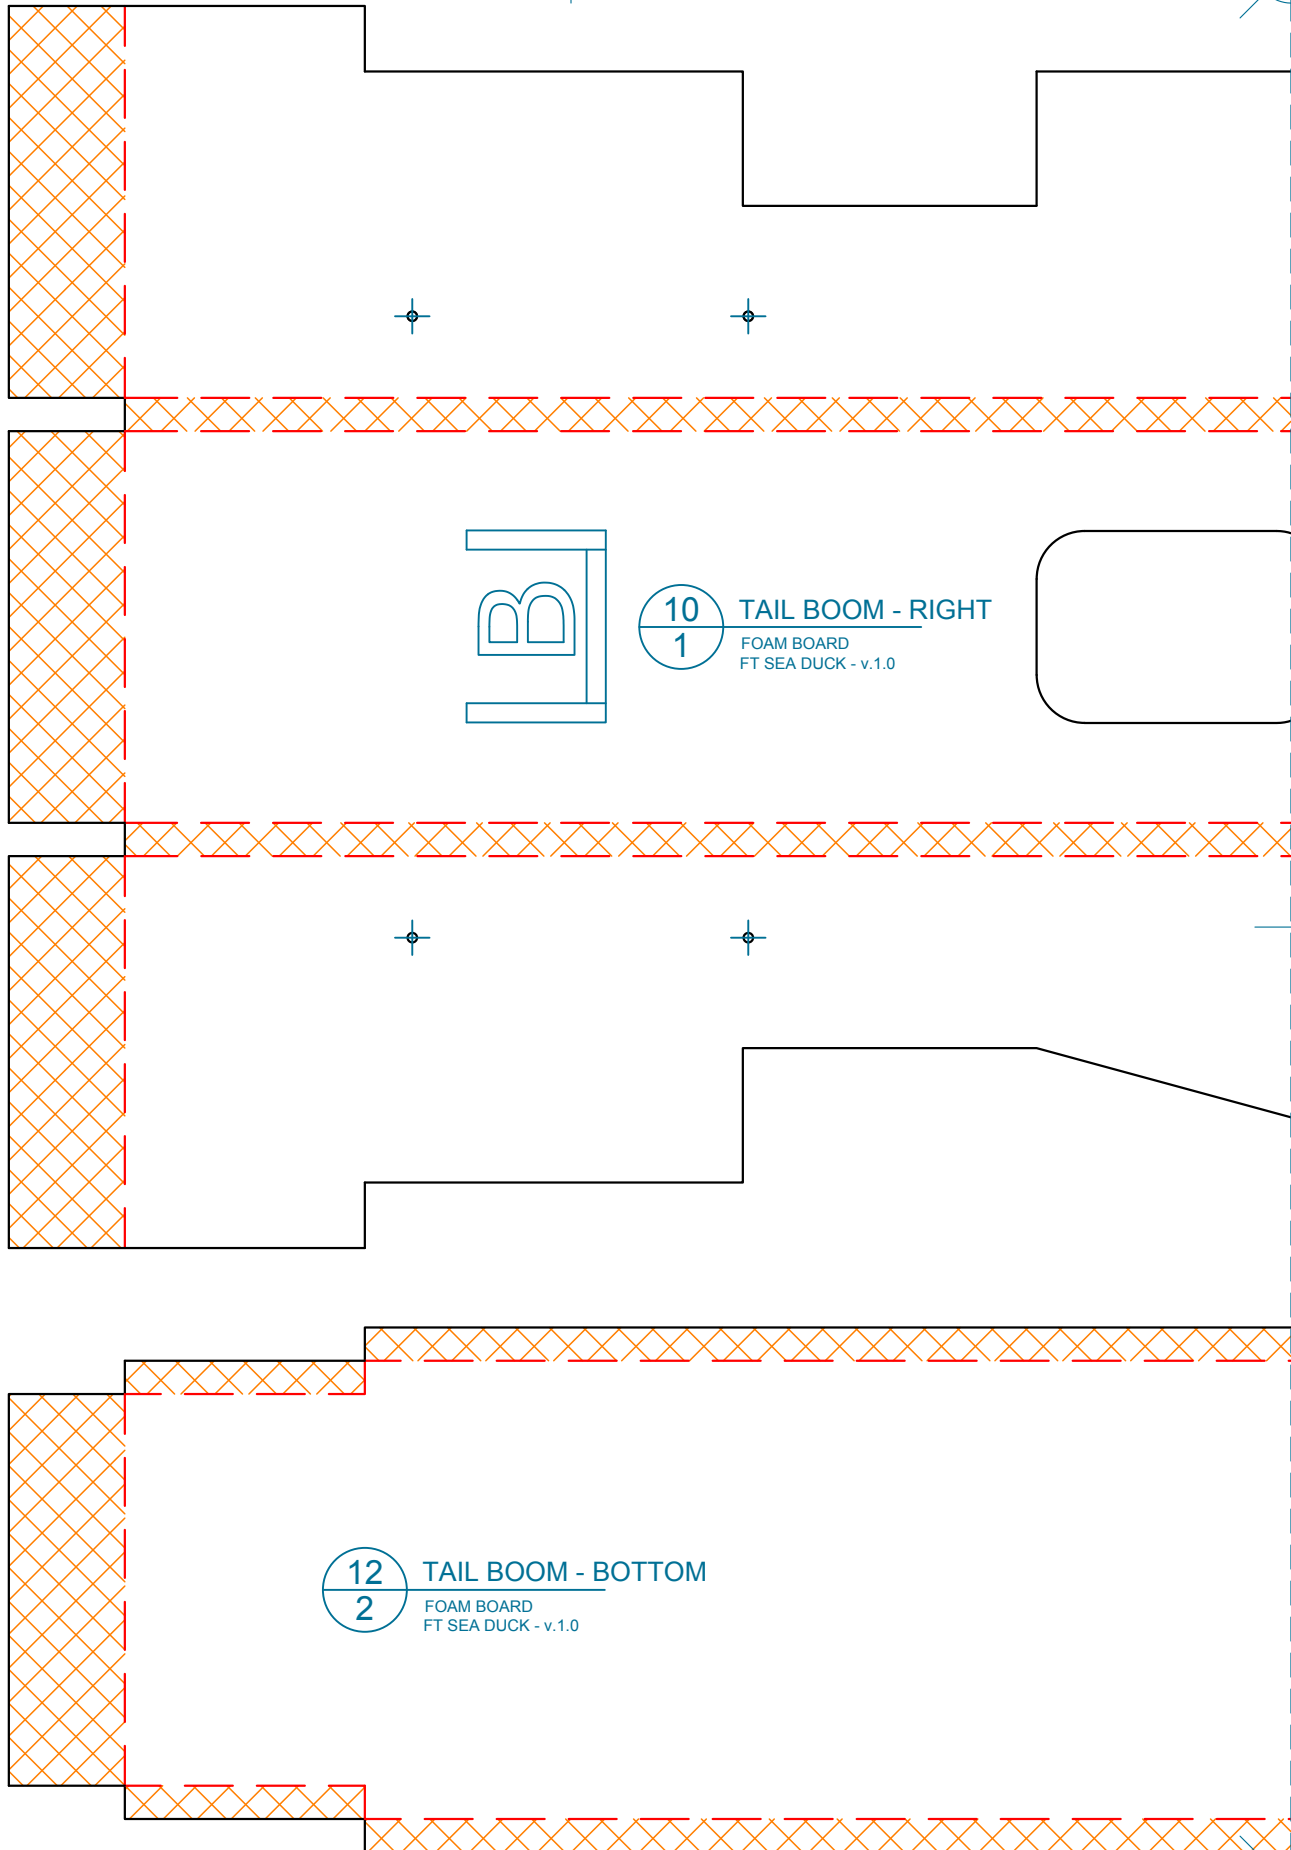 B
10
1
TAIL BOOM - RIGHT
FOAM BOARD
FT SEA DUCK - v.1.0
12
2
TAIL BOOM - BOTTOM
FOAM BOARD
FT SEA DUCK - v.1.0